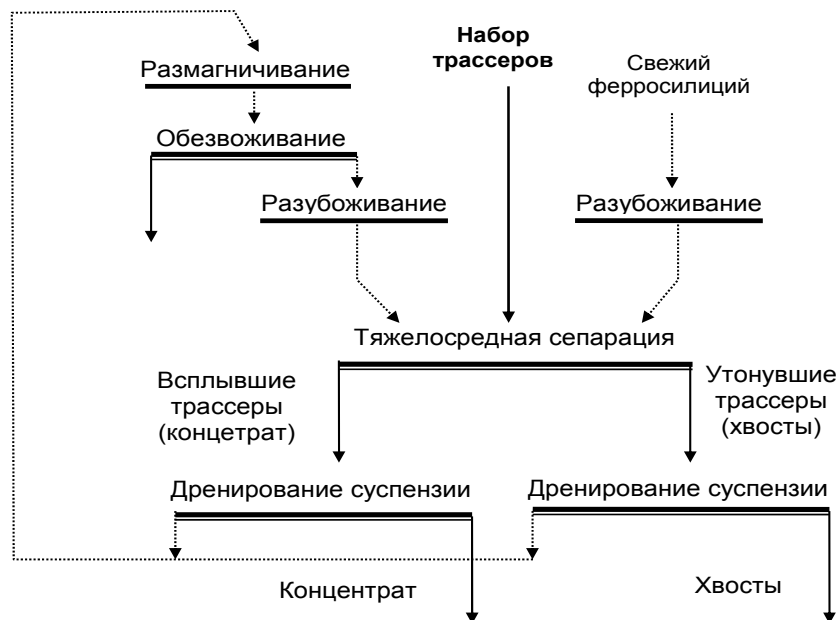 Набор
трассеров
Размагничивание
Свежий
ферросилиций
Обезвоживание
Разубоживание
Разубоживание
Тяжелосредная сепарация
Всплывшие
трассеры
(концетрат)
Утонувшие
трассеры
(хвосты)
Дренирование суспензии
Дренирование суспензии
Концентрат
Хвосты